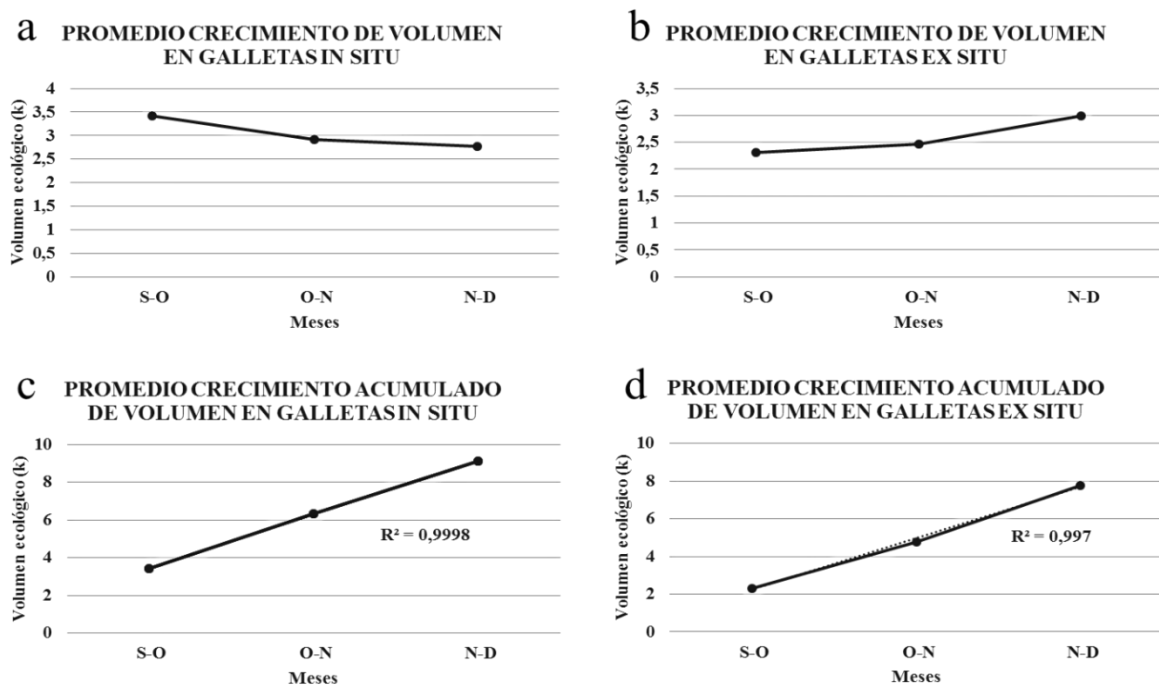 a
PROMEDIO CRECIMIENTO DE VOLUMEN
EN GALLETAS IN SITU
Volumen ecológico (k)
4
3,5
3
2,5
2
1,5
1
0,5
0
S-O
O-N
N-D
Meses
b
PROMEDIO CRECIMIENTO DE VOLUMEN
EN GALLETAS EX SITU
Volumen ecológico (k)
3,5
3
2,5
2
1,5
1
0,5
0
S-O
O-N
N-D
Meses
c
PROMEDIO CRECIMIENTO ACUMULADO
DE VOLUMEN EN GALLETAS IN SITU
Volumen ecológico (k)
10
8
6
4
2
0
R² = 0,9998
S-O
O-N
N-D
Meses
d
PROMEDIO CRECIMIENTO ACUMULADO
DE VOLUMEN EN GALLETAS EX SITU
Volumen ecológico (k)
10
8
6
4
2
0
R² = 0,997
S-O
O-N
N-D
Meses